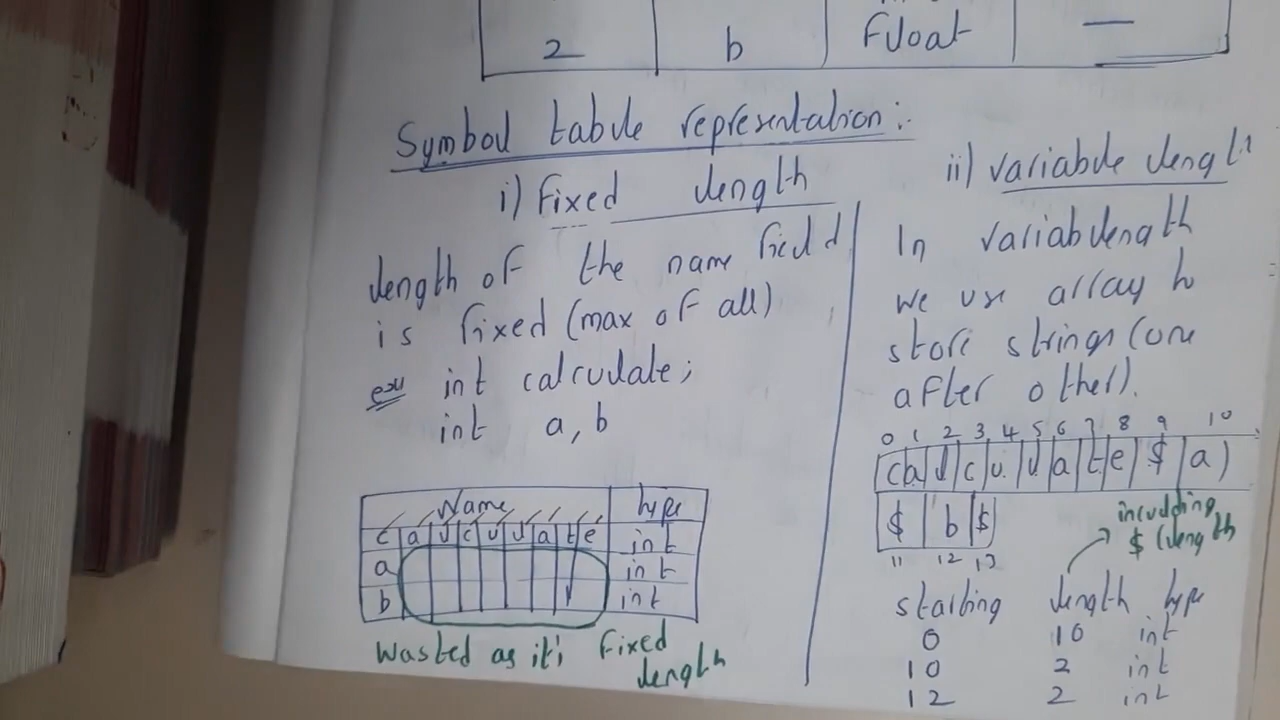 2 b Float —
Symbol table representation:
i) Fixed length
length of the name field
is fixed (max of all)
ex: int calculate;
int a, b
Name type
c a l c u l a t e int
a int
b int
wasted as it's fixed
length
ii) variable length
In variablength
we use array to
store strings (one
after other).
0 1 2 3 4 5 6 7 8 9 10
c a l c u l a t e $ a
$ b $
11 12 13
including
$ (length
starting length type
0 10 int
10 2 int
12 2 int